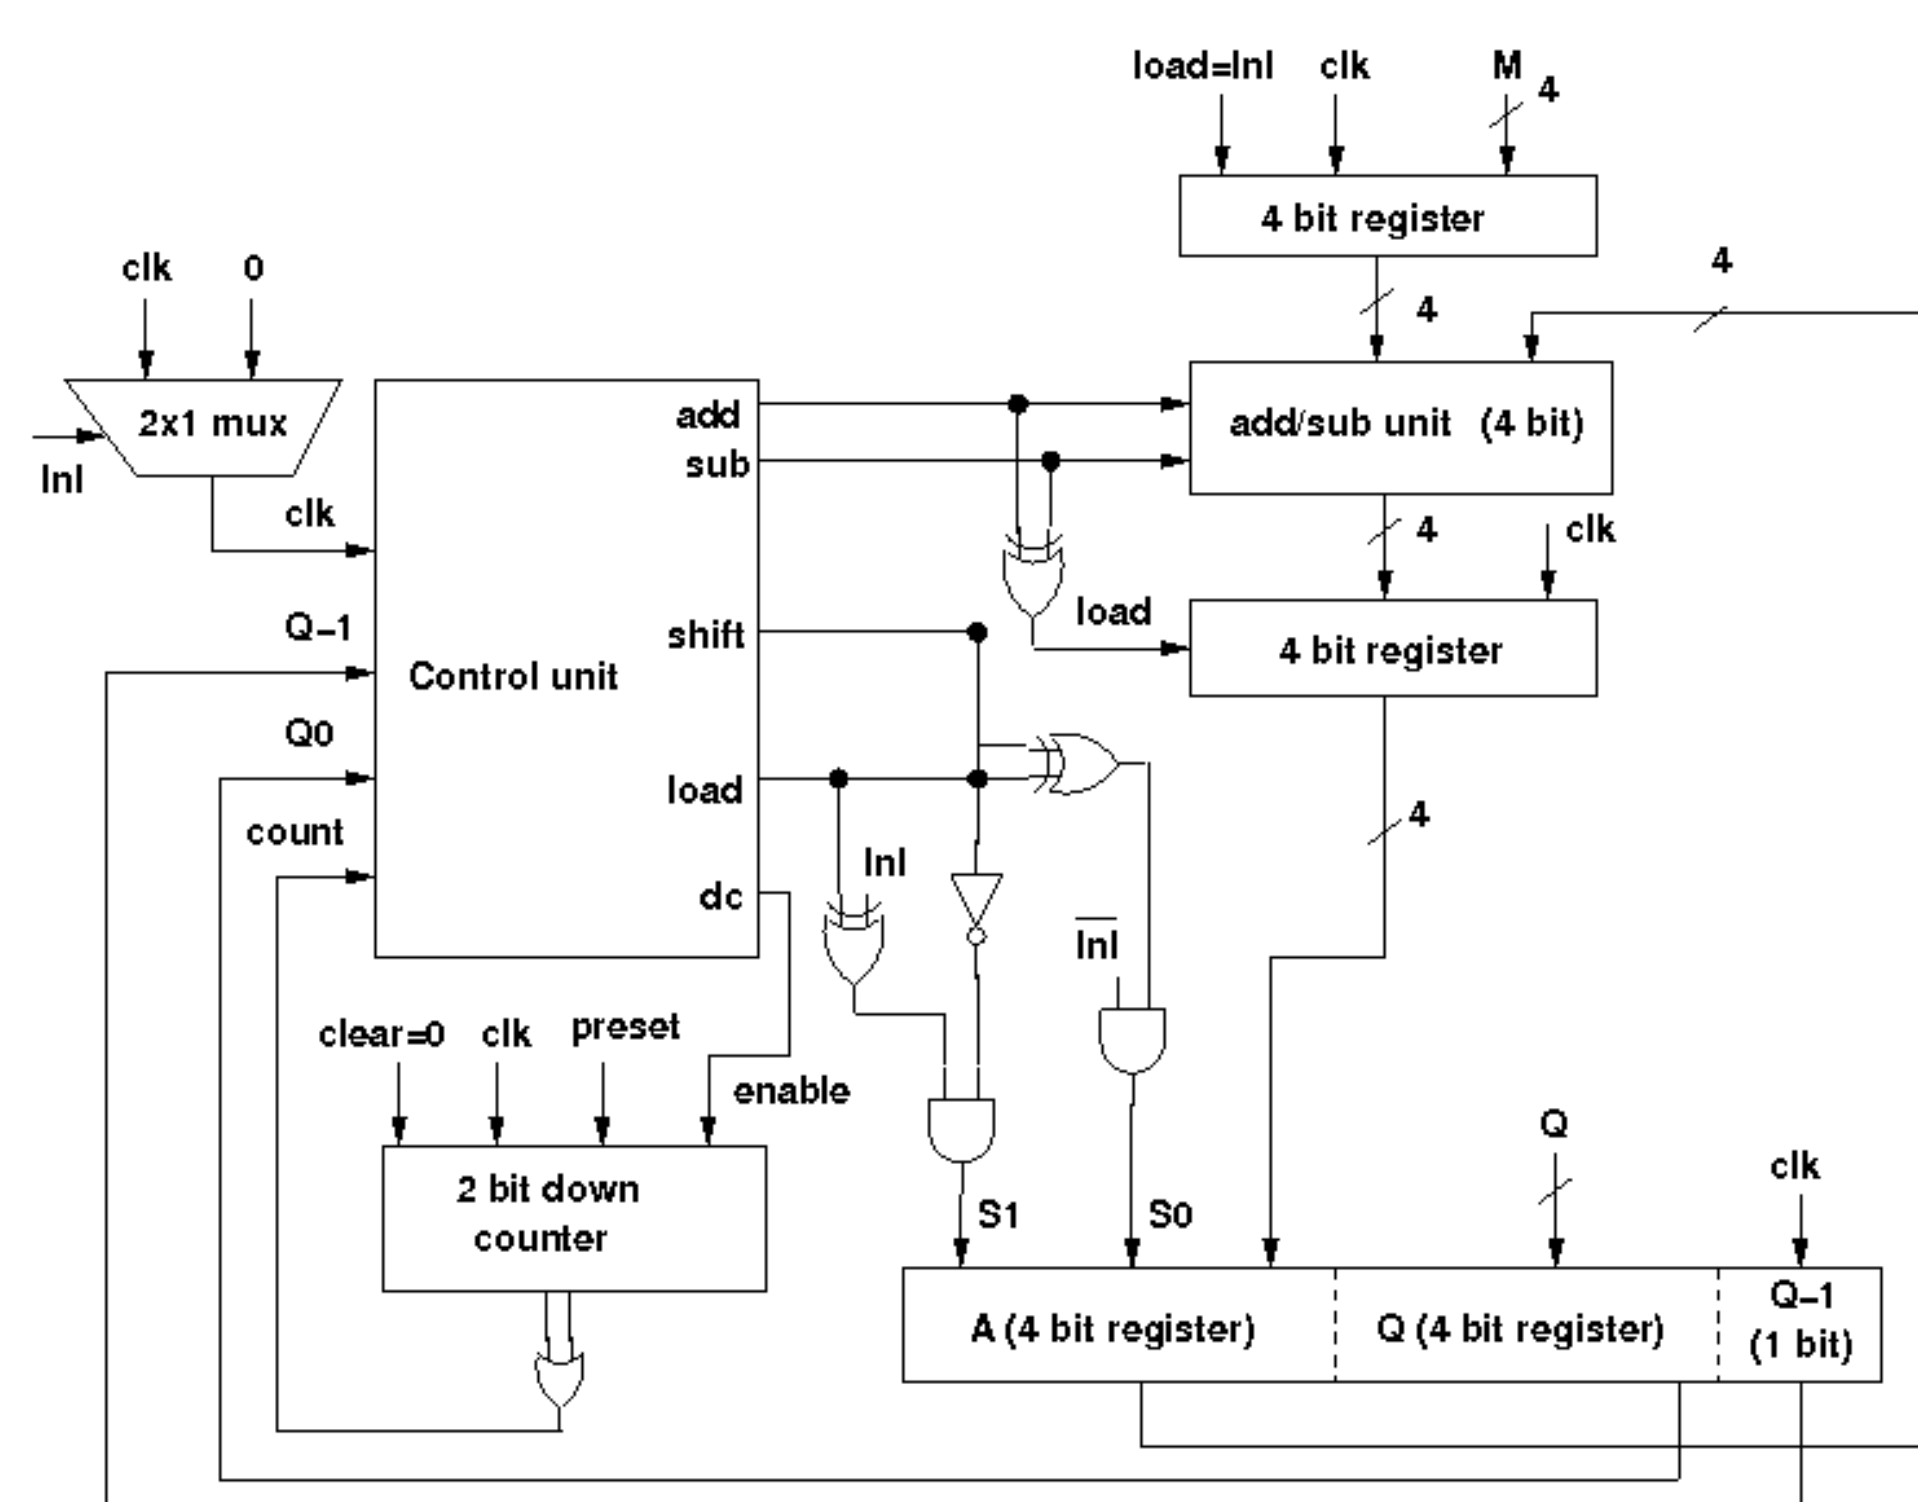 load=Inl clk M
4
4 bit register
4
4
clk 0
2x1 mux
Inl
clk
add
sub
add/sub unit (4 bit)
4
clk
load
4 bit register
Q-1
shift
Control unit
Q0
load
count
4
Inl
dc
Inl
clear=0 clk preset
enable
2 bit down
counter
Q
clk
S1
S0
A (4 bit register)
Q (4 bit register)
Q-1
(1 bit)